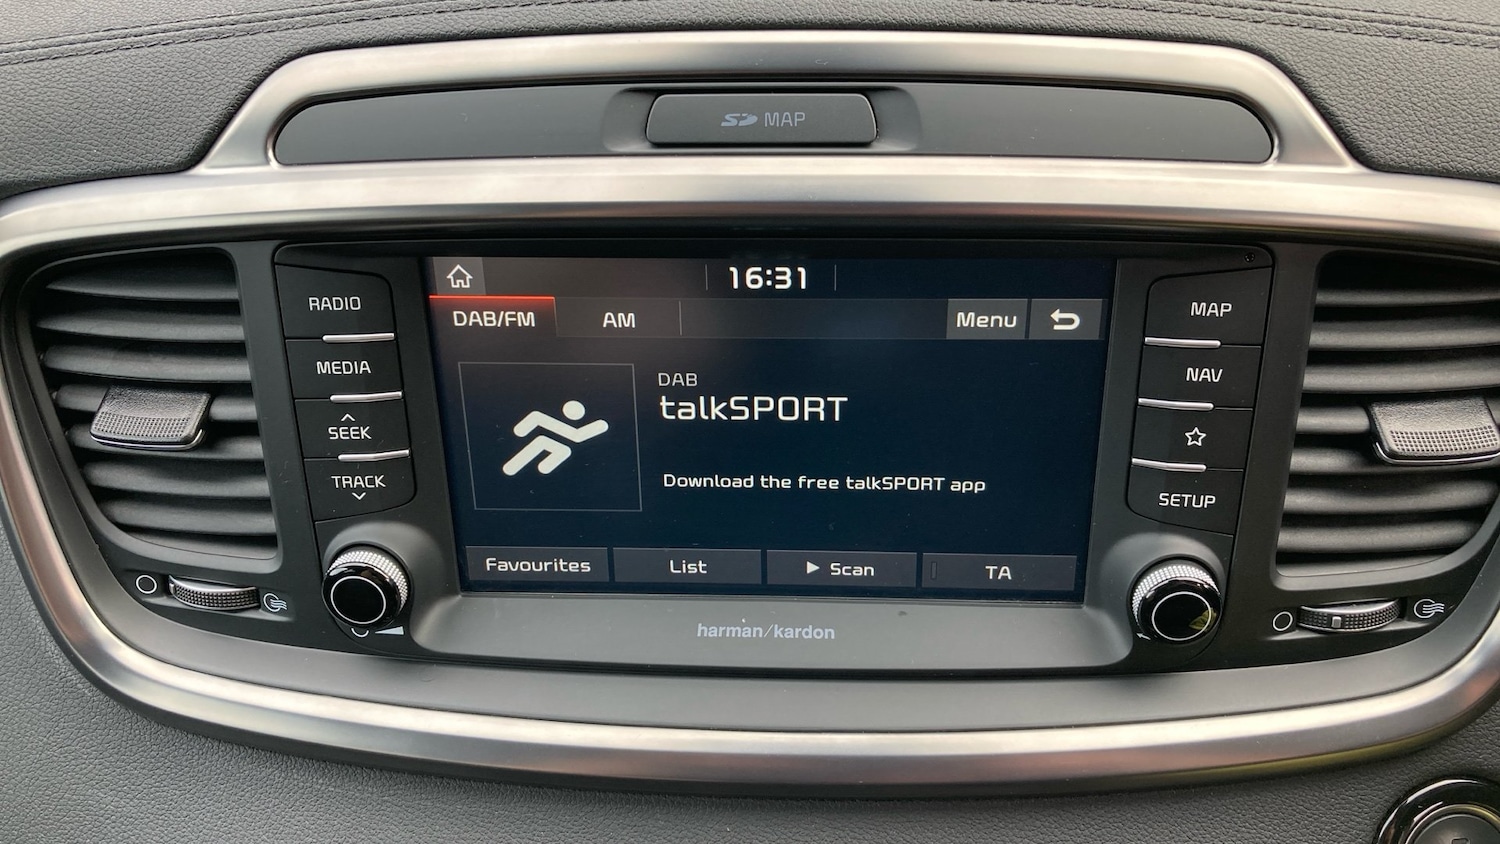 SD MAP
16:31
DAB/FM
AM
Menu
DAB
talkSPORT
Download the free talkSPORT app
Favourites
List
Scan
TA
RADIO
MEDIA
SEEK
TRACK
MAP
NAV
SETUP
harman/kardon